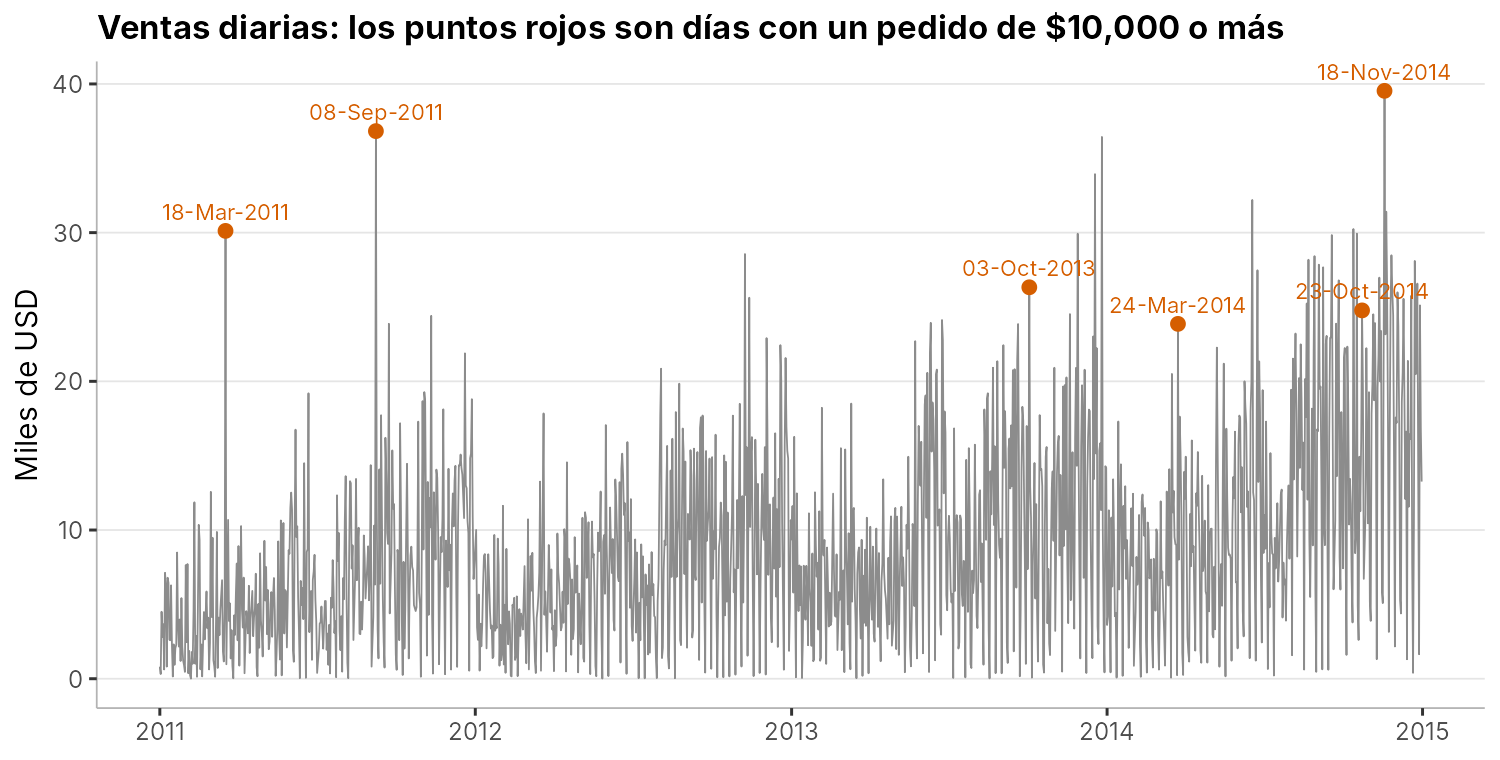 Ventas diarias: los puntos rojos son días con un pedido de $10,000 o más
Miles de USD
40
30
20
10
0
18-Nov-2014
08-Sep-2011
18-Mar-2011
03-Oct-2013
23-Oct-2014
24-Mar-2014
2011
2012
2013
2014
2015